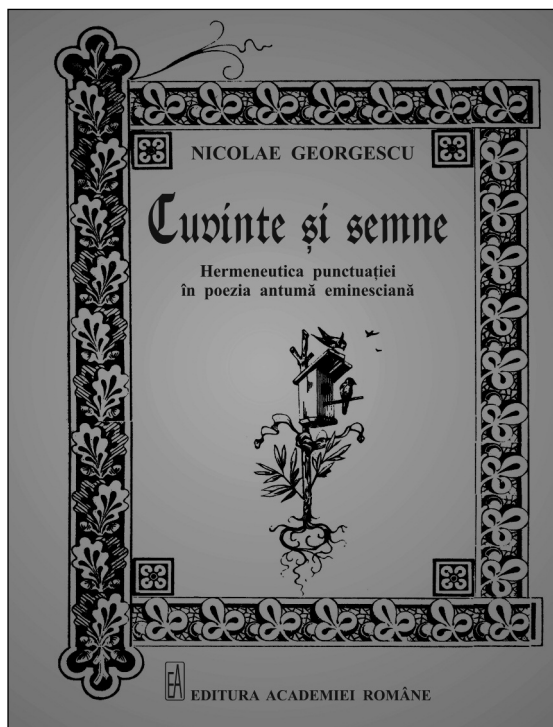 NICOLAE GEORGESCU
Cuvinte și semne
Hermeneutica punctuației
în poezia antumă eminesciană
EA EDITURA ACADEMIEI ROMÂNE